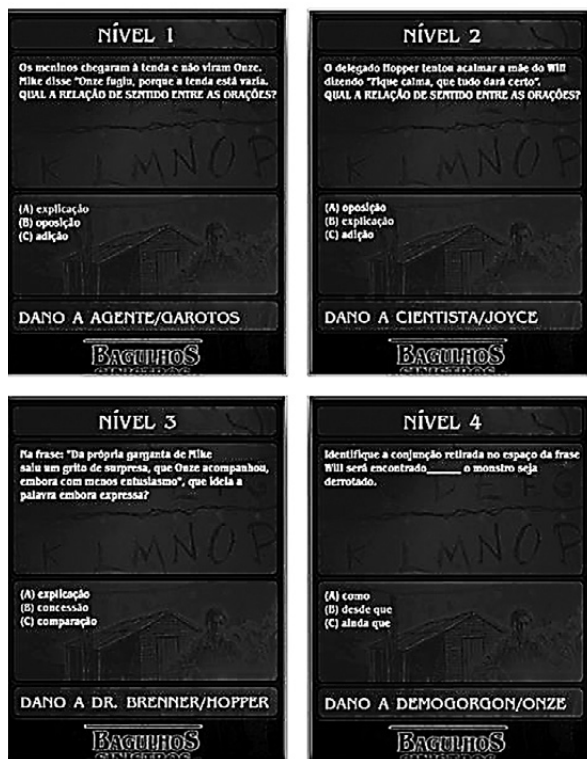 NÍVEL 1
Os meninos chegaram à tenda e não viram Onze.
Mike disse "Onze fugiu, porque a tenda está vazia.
QUAL A RELAÇÃO DE SENTIDO ENTRE AS ORAÇÕES?
K L M N O P
(A) explicação
(B) oposição
(C) adição
DANO A AGENTE/GAROTOS
BAGULHOS
SINISTROS
NÍVEL 2
O delegado Hopper tentou acalmar a mãe do Will
dizendo "Fique calma, que tudo dará certo".
QUAL A RELAÇÃO DE SENTIDO ENTRE AS ORAÇÕES?
K L M N O P
(A) oposição
(B) explicação
(C) adição
DANO A CIENTISTA/JOYCE
BAGULHOS
SINISTROS
NÍVEL 3
Na frase: "Da própria garganta de Mike
saiu um grito de surpresa, que Onze acompanhou,
embora com menos entusiasmo", que ideia a
palavra embora expressa?
K L M N O P
(A) explicação
(B) concessão
(C) comparação
DANO A DR. BRENNER/HOPPER
BAGULHOS
SINISTROS
NÍVEL 4
Identifique a conjunção retirada no espaço da frase
Will será encontrado______ o monstro seja
derrotado.
D E F G
K L M N O P
(A) como
(B) desde que
(C) ainda que
DANO A DEMOGORGON/ONZE
BAGULHOS
SINISTROS